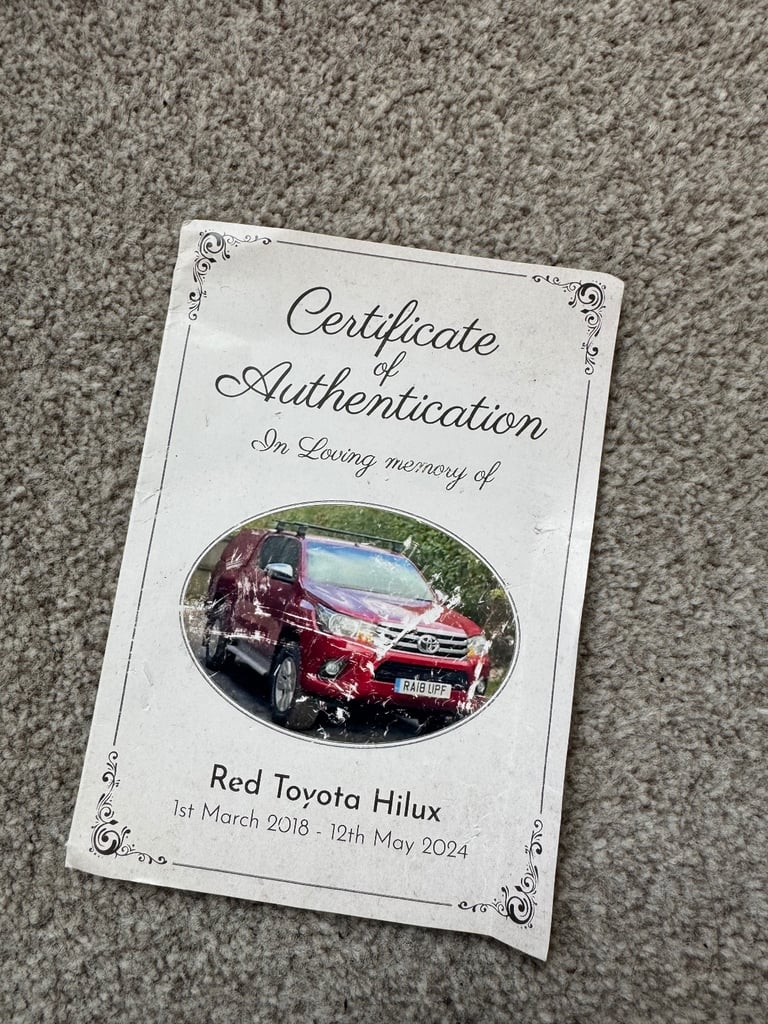 Certificate
of
Authentication
In Loving memory of
RA18 UPF
Red Toyota Hilux
1st March 2018 - 12th May 2024